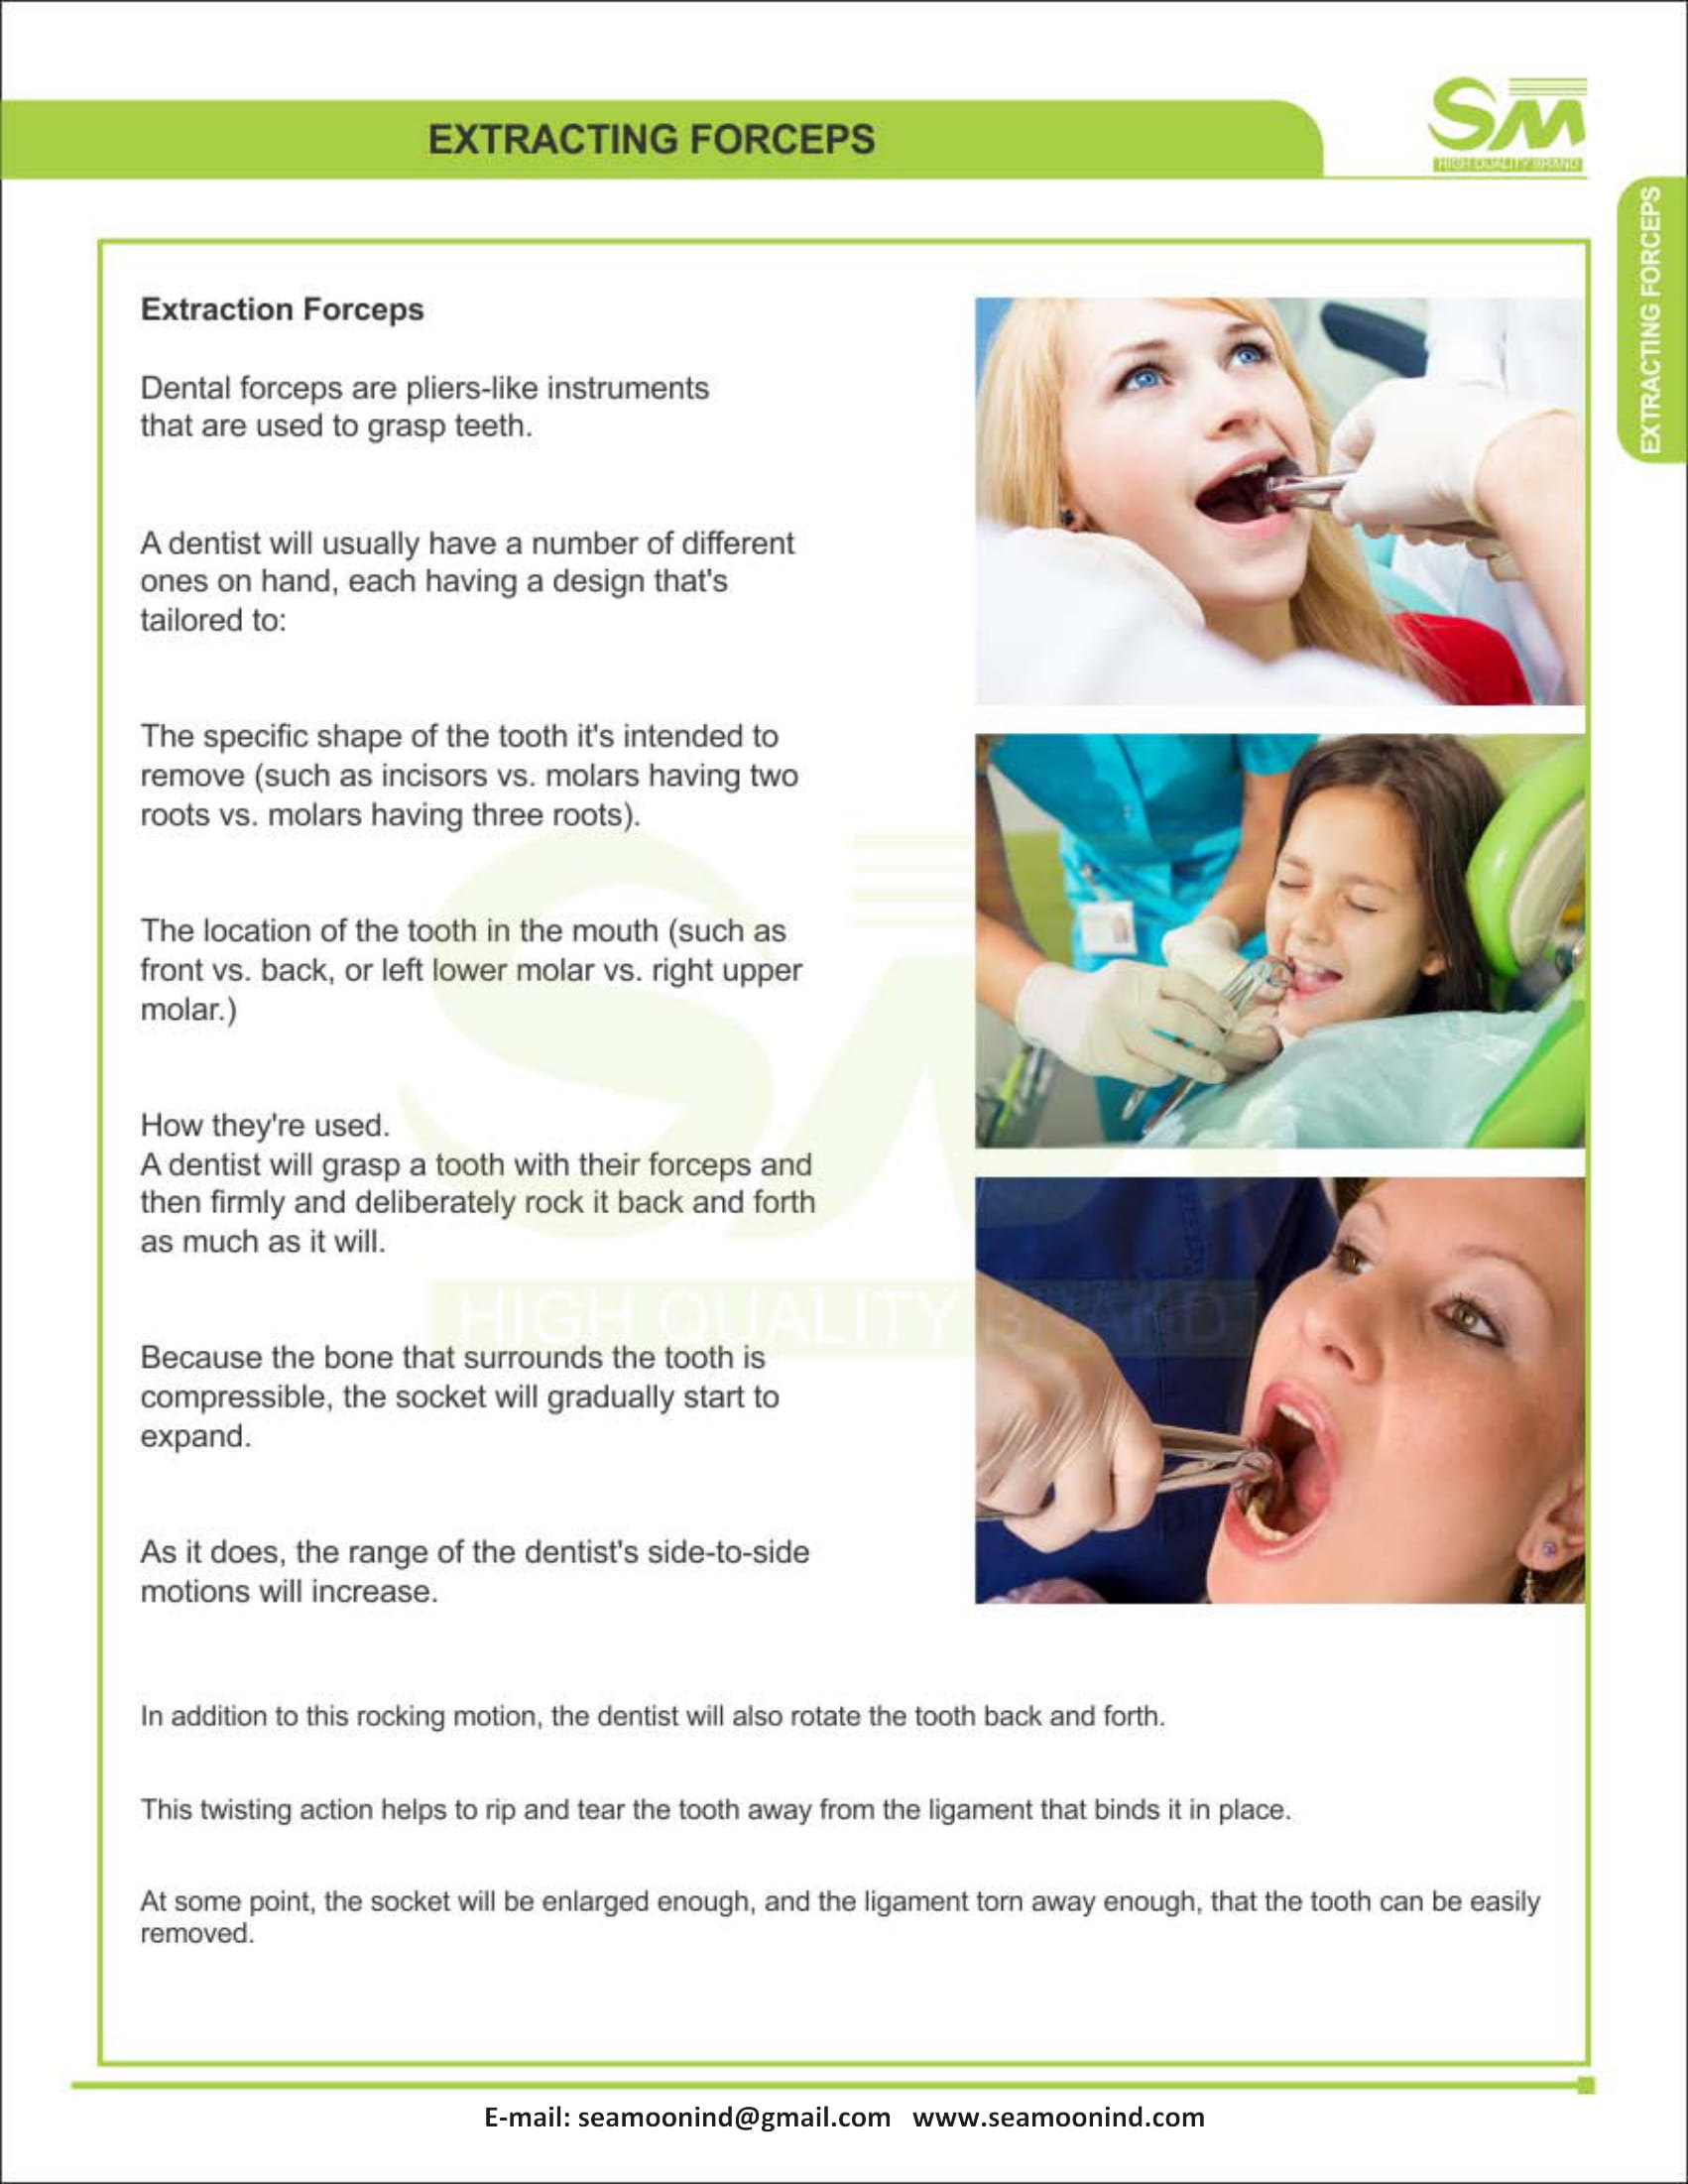 EXTRACTING FORCEPS
SM
HIGH QUALITY BRAND
EXTRACTING FORCEPS
Extraction Forceps
Dental forceps are pliers-like instruments
that are used to grasp teeth.
A dentist will usually have a number of different
ones on hand, each having a design that's
tailored to:
The specific shape of the tooth it's intended to
remove (such as incisors vs. molars having two
roots vs. molars having three roots).
The location of the tooth in the mouth (such as
front vs. back, or left lower molar vs. right upper
molar.)
How they're used.
A dentist will grasp a tooth with their forceps and
then firmly and deliberately rock it back and forth
as much as it will.
Because the bone that surrounds the tooth is
compressible, the socket will gradually start to
expand.
As it does, the range of the dentist's side-to-side
motions will increase.
In addition to this rocking motion, the dentist will also rotate the tooth back and forth.
This twisting action helps to rip and tear the tooth away from the ligament that binds it in place.
At some point, the socket will be enlarged enough, and the ligament torn away enough, that the tooth can be easily
removed.
SM
HIGH QUALITY BRAND
E-mail: seamoonind@gmail.com www.seamoonind.com